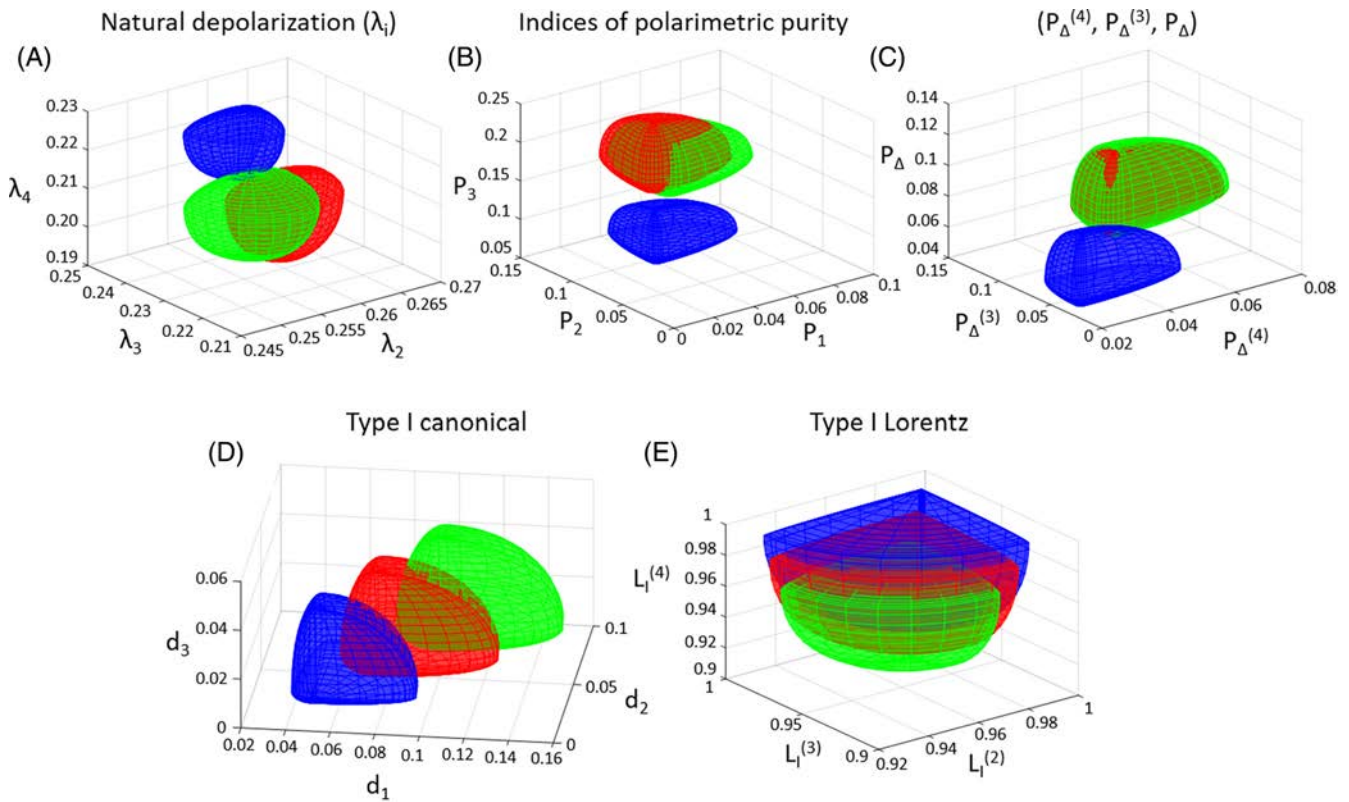 Natural depolarization (λi)
Indices of polarimetric purity
(PΔ(4), PΔ(3), PΔ)
(A)
(B)
(C)
0.23
0.22
0.21
0.20
0.19
λ4
0.25
0.24
0.23
0.22
0.21
λ3
0.245
0.25
0.255
0.26
0.265
0.27
λ2
0.25
0.2
0.15
0.1
0.05
P3
0.15
0.1
0.05
0
P2
0
0.02
0.04
0.06
0.08
0.1
P1
0.14
0.12
0.1
0.08
0.06
0.04
PΔ
0.15
0.1
0.05
0
PΔ(3)
0.02
0.04
0.06
0.08
PΔ(4)
Type I canonical
Type I Lorentz
(D)
(E)
0.06
0.04
0.02
0
d3
0.02
0.04
0.06
0.08
0.1
0.12
0.14
0.16
d1
0.1
0.05
0
d2
1
0.98
0.96
0.94
0.92
0.9
LI(4)
1
0.95
0.9
LI(3)
0.92
0.94
0.96
0.98
1
LI(2)